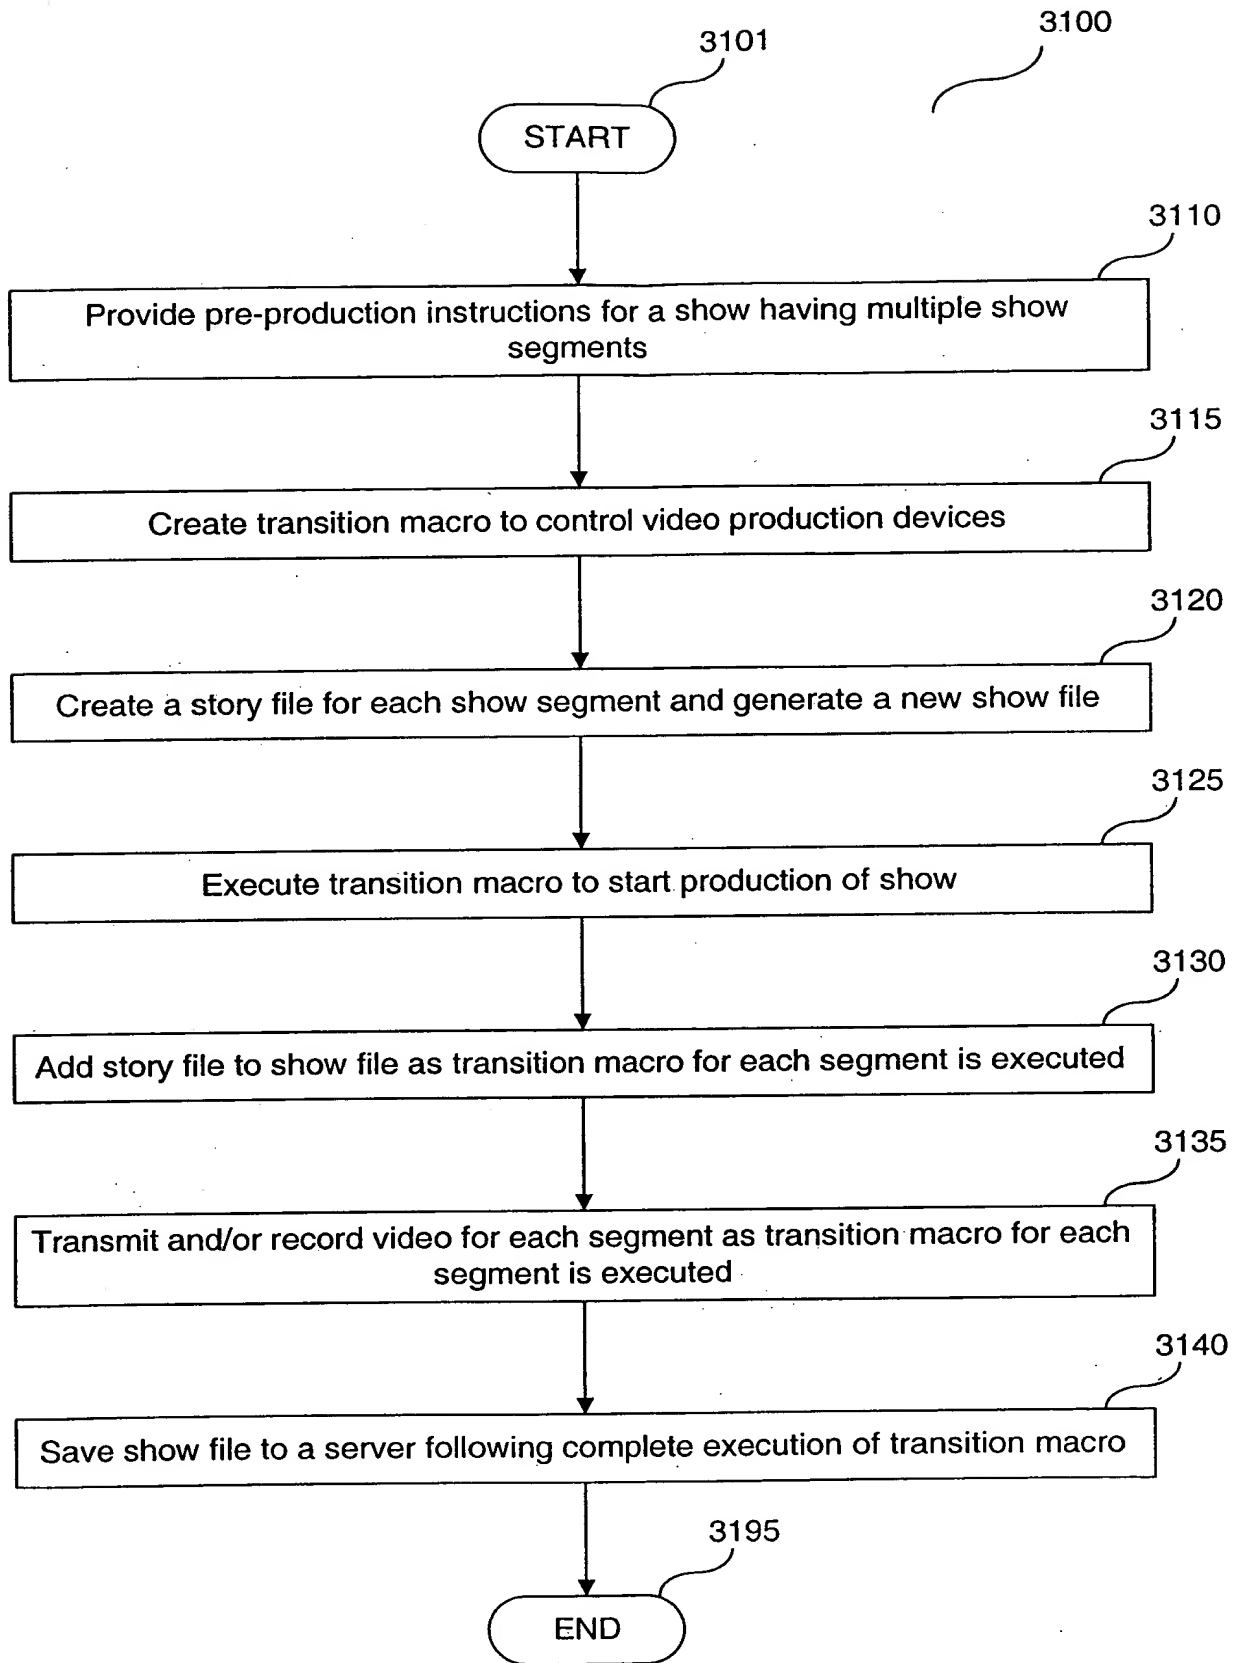 3100
3101
START
3110
Provide pre-production instructions for a show having multiple show
segments
3115
Create transition macro to control video production devices
3120
Create a story file for each show segment and generate a new show file
3125
Execute transition macro to start production of show
3130
Add story file to show file as transition macro for each segment is executed
3135
Transmit and/or record video for each segment as transition macro for each
segment is executed
3140
Save show file to a server following complete execution of transition macro
3195
END